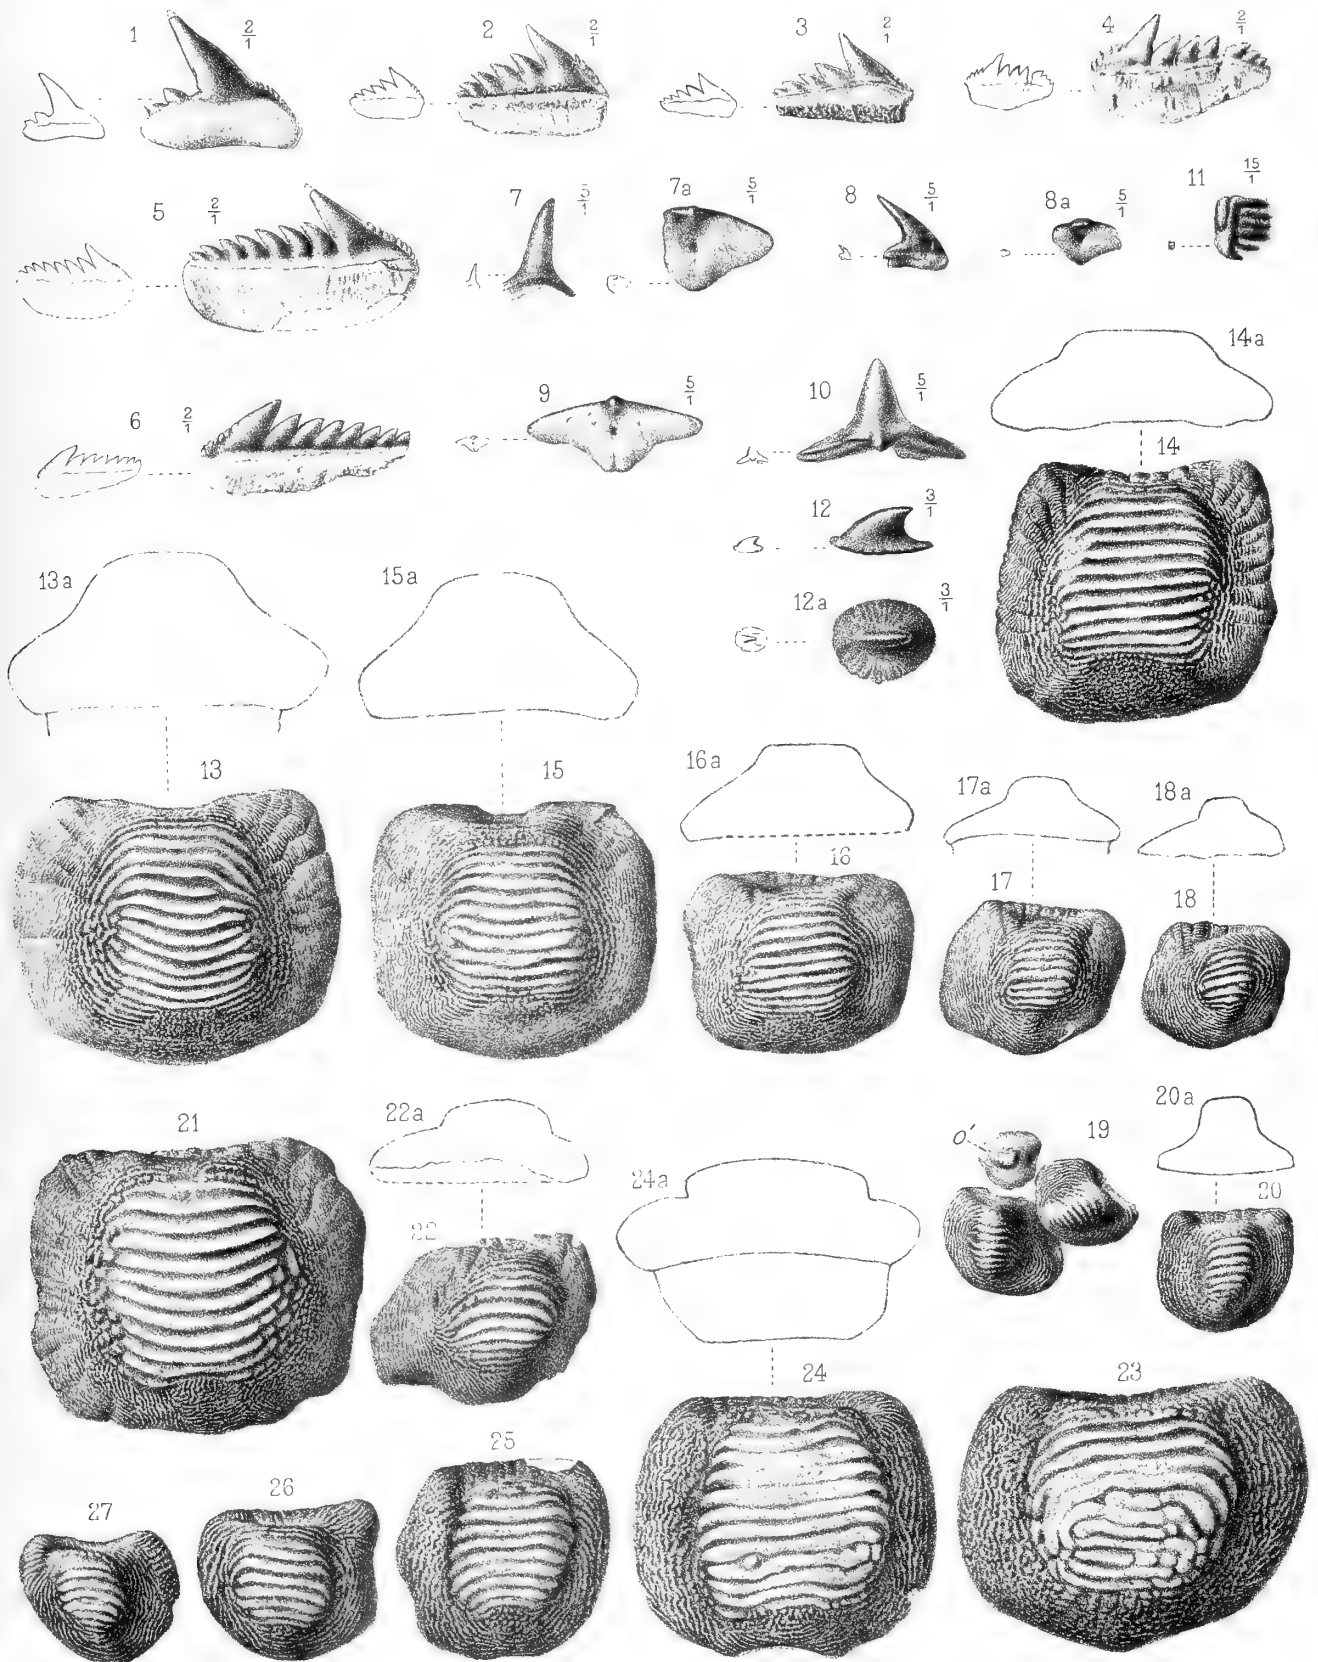 1 2/1 2 2/1 3 2/1 4 2/1
5 2/1 7 5/1 7a 5/1 8 5/1 8a 5/1 11 15/1
6 2/1 9 5/1 10 5/1 14a
14
12 3/1
13a 15a 12a 3/1
13 15 16a 17a 18a
16 17 18
21 22a 20a
O' 19
24a 20
22
24 23
25
27 26